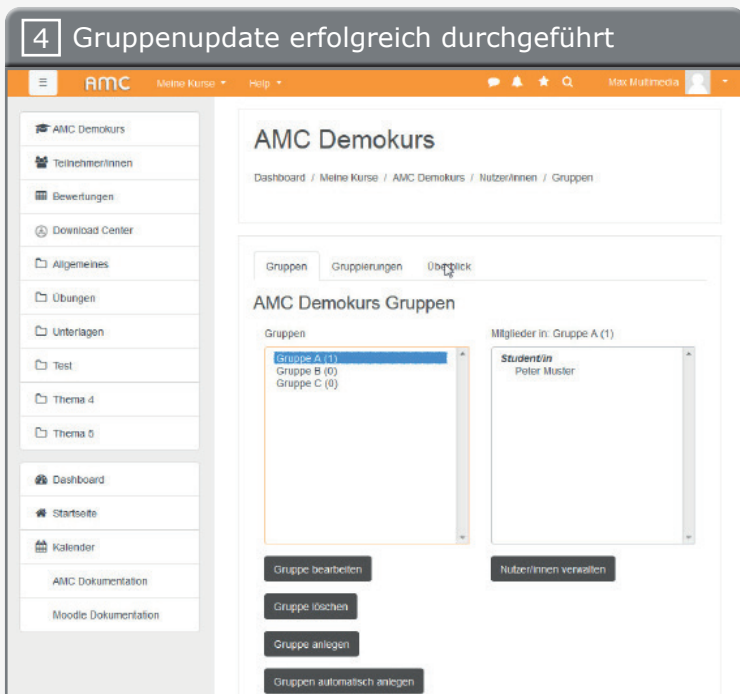 4 Gruppenupdate erfolgreich durchgeführt
AMC Meine Kurse Help Max Multimedia
AMC Demokurs
Teilnehmer/innen
Bewertungen
Download Center
Allgemeines
Übungen
Unterlagen
Test
Thema 4
Thema 5
Dashboard
Startseite
Kalender
AMC Dokumentation
Moodle Dokumentation
AMC Demokurs
Dashboard / Meine Kurse / AMC Demokurs / Nutzer/innen / Gruppen
Gruppen Gruppierungen Überblick
AMC Demokurs Gruppen
Gruppen
Gruppe A (1)
Gruppe B (0)
Gruppe C (0)
Mitglieder in: Gruppe A (1)
Student/in
Peter Muster
Gruppe bearbeiten
Nutzer/innen verwalten
Gruppe löschen
Gruppe anlegen
Gruppen automatisch anlegen